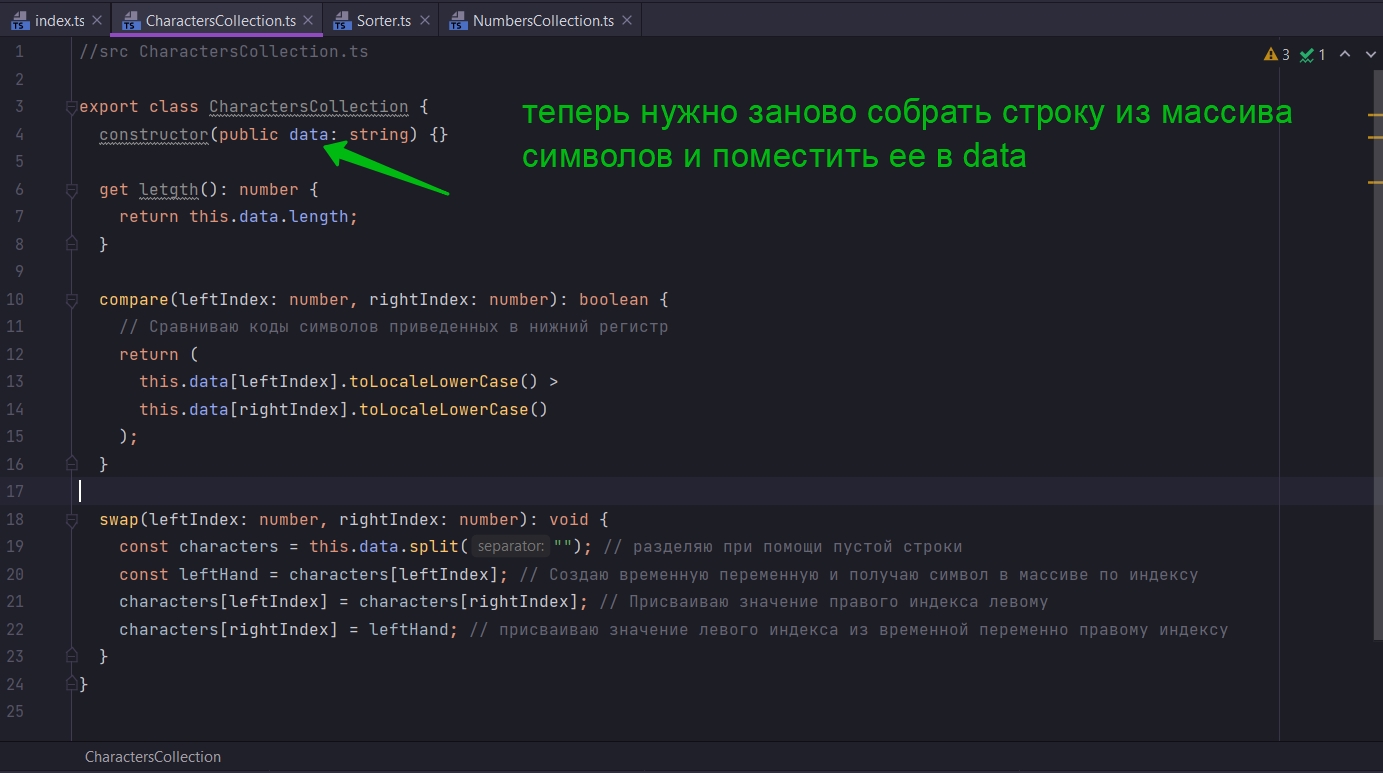 index.ts CharactersCollection.ts Sorter.ts NumbersCollection.ts
1 //src CharactersCollection.ts 3 1
2
3 export class CharactersCollection {
теперь нужно заново собрать строку из массива
4 constructor(public data: string) {}
символов и поместить ее в data
5
6 get letgth(): number {
7 return this.data.length;
8 }
9
10 compare(leftIndex: number, rightIndex: number): boolean {
11 // Сравниваю коды символов приведенных в нижний регистр
12 return (
13 this.data[leftIndex].toLocaleLowerCase() >
14 this.data[rightIndex].toLocaleLowerCase()
15 );
16 }
17
18 swap(leftIndex: number, rightIndex: number): void {
19 const characters = this.data.split( separator: ""); // разделяю при помощи пустой строки
20 const leftHand = characters[leftIndex]; // Создаю временную переменную и получаю символ в массиве по индексу
21 characters[leftIndex] = characters[rightIndex]; // Присваиваю значение правого индекса левому
22 characters[rightIndex] = leftHand; // присваиваю значение левого индекса из временной переменно правому индексу
23 }
24 }
25
CharactersCollection